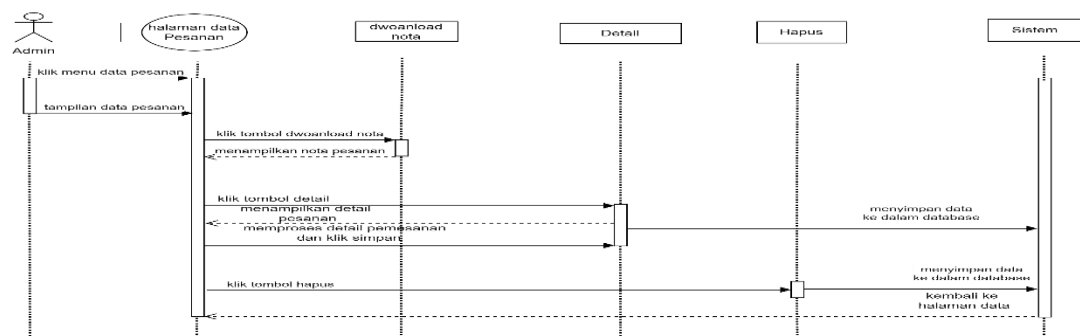 halaman data
Pesanan
dwoanload
nota
Detail
Hapus
Sistem
Admin
klik menu data pesanan
tampilan data pesanan
klik tombol dwoanload nota
menampilkan nota pesanan
klik tombol detail
menampilkan detail
pesanan
memproses detail pemesanan
dan klik simpan
menyimpan data
ke dalam database
klik tombol hapus
menyimpan data
ke dalam database
kembali ke
halaman data